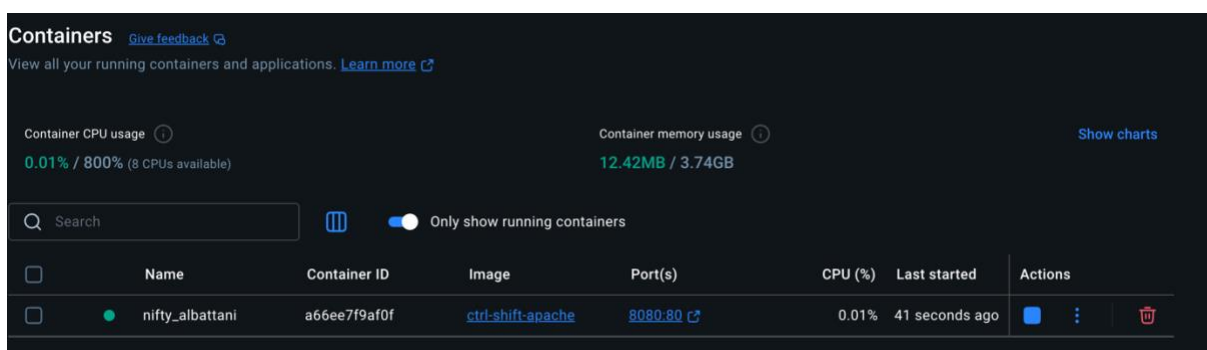 Containers Give feedback
View all your running containers and applications. Learn more
Container CPU usage Container memory usage Show charts
0.01% / 800% (8 CPUs available) 12.42MB / 3.74GB
Search Only show running containers
Name Container ID Image Port(s) CPU (%) Last started Actions
nifty_albattani a66ee7f9af0f ctrl-shift-apache 8080:80 0.01% 41 seconds ago